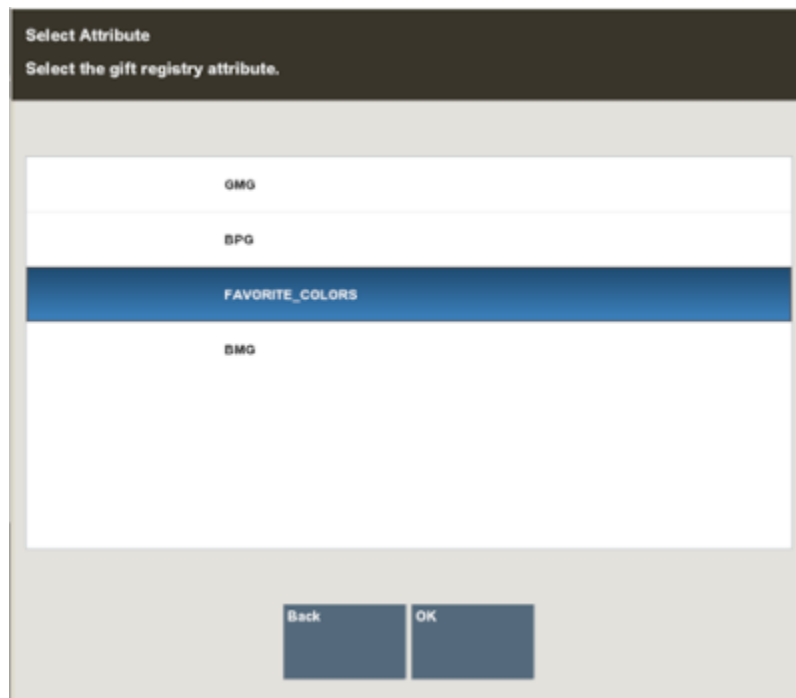 Select Attribute
Select the gift registry attribute.
GMG
BPG
FAVORITE_COLORS
BMG
Back
OK